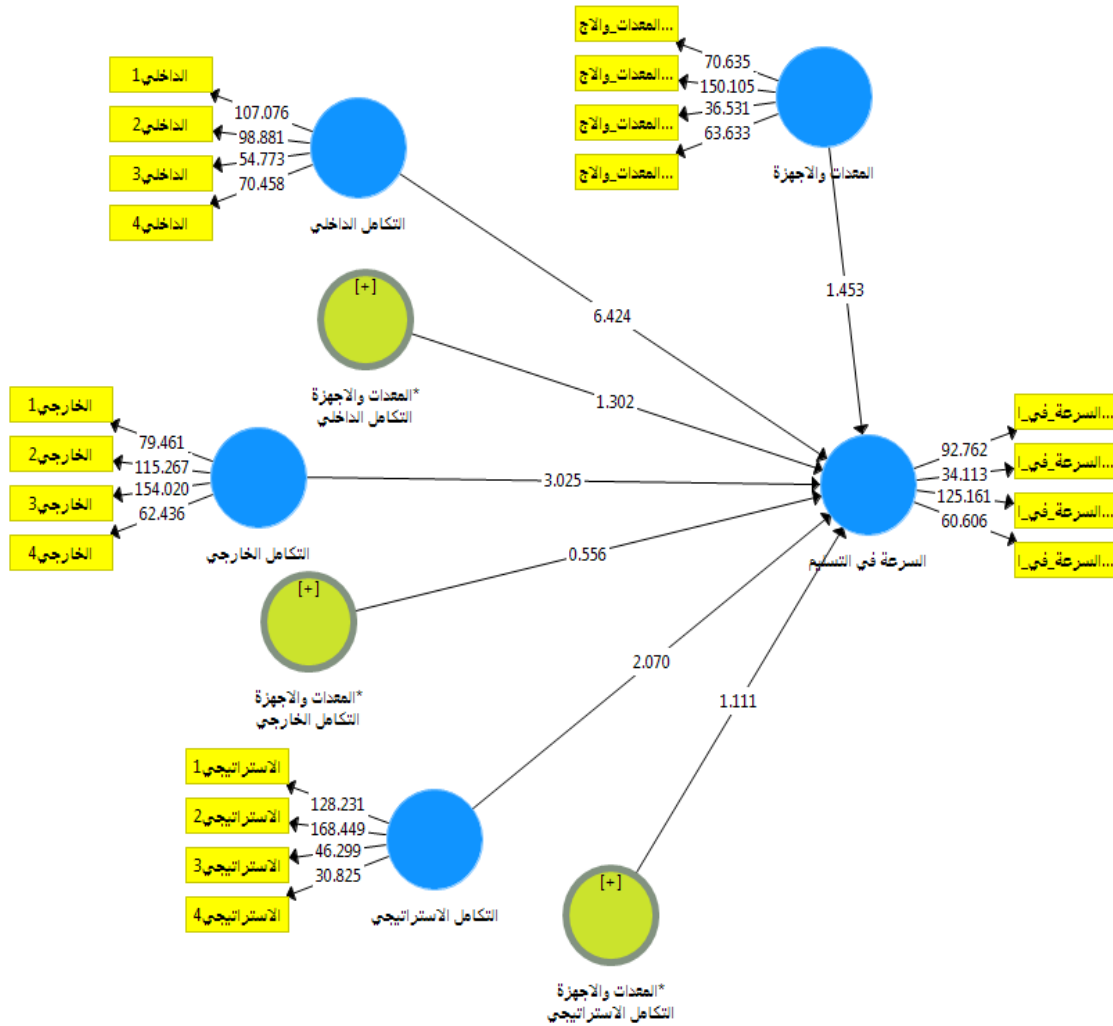 المعدات_والاج...
المعدات_والاج...
المعدات_والاج...
المعدات_والاج...
70.635
150.105
36.531
63.633
المعدات والاجهزة
1.453
الداخلي1
الداخلي2
الداخلي3
الداخلي4
107.076
98.881
54.773
70.458
التكامل الداخلي
6.424
[+]
المعدات والاجهزة*
التكامل الداخلي
1.302
الخارجي1
الخارجي2
الخارجي3
الخارجي4
79.461
115.267
154.020
62.436
التكامل الخارجي
3.025
[+]
المعدات والاجهزة*
التكامل الخارجي
0.556
السرعة_في_ا...
السرعة_في_ا...
السرعة_في_ا...
السرعة_في_ا...
92.762
34.113
125.161
60.606
السرعة في التسليم
الاستراتيجي1
الاستراتيجي2
الاستراتيجي3
الاستراتيجي4
128.231
168.449
46.299
30.825
التكامل الاستراتيجي
2.070
[+]
المعدات والاجهزة*
التكامل الاستراتيجي
1.111